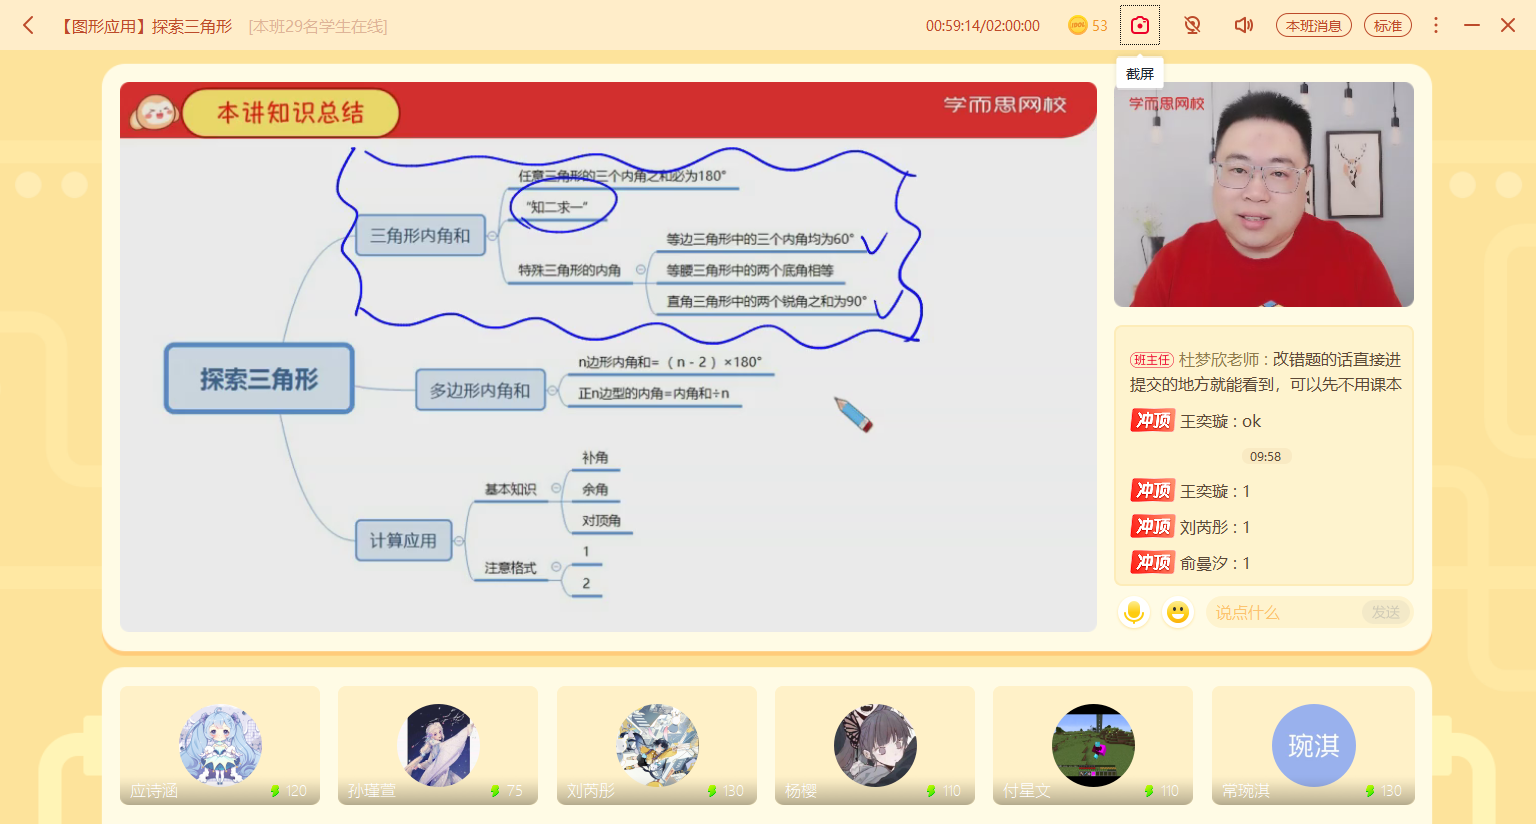 【图形应用】探索三角形 [本班29名学生在线]
00:59:14/02:00:00
53
本班消息
标准
截屏
本讲知识总结
学而思网校
任意三角形的三个内角之和必为180°
“知二求一”
三角形内角和
等边三角形中的三个内角均为60°
特殊三角形的内角
等腰三角形中的两个底角相等
直角三角形中的两个锐角之和为90°
探索三角形
n边形内角和=（n-2）×180°
多边形内角和
正n边型的内角=内角和÷n
补角
基本知识
余角
对顶角
计算应用
1
注意格式
2
学而思网校
班主任 杜梦欣老师：改错题的话直接进
提交的地方就能看到，可以先不用课本
冲顶 王奕璇：ok
09:58
冲顶 王奕璇：1
冲顶 刘芮彤：1
冲顶 俞曼汐：1
说点什么
发送
琬淇
应诗涵 120
孙瑾萱 75
刘芮彤 130
杨樱 110
付星文 110
常琬淇 130